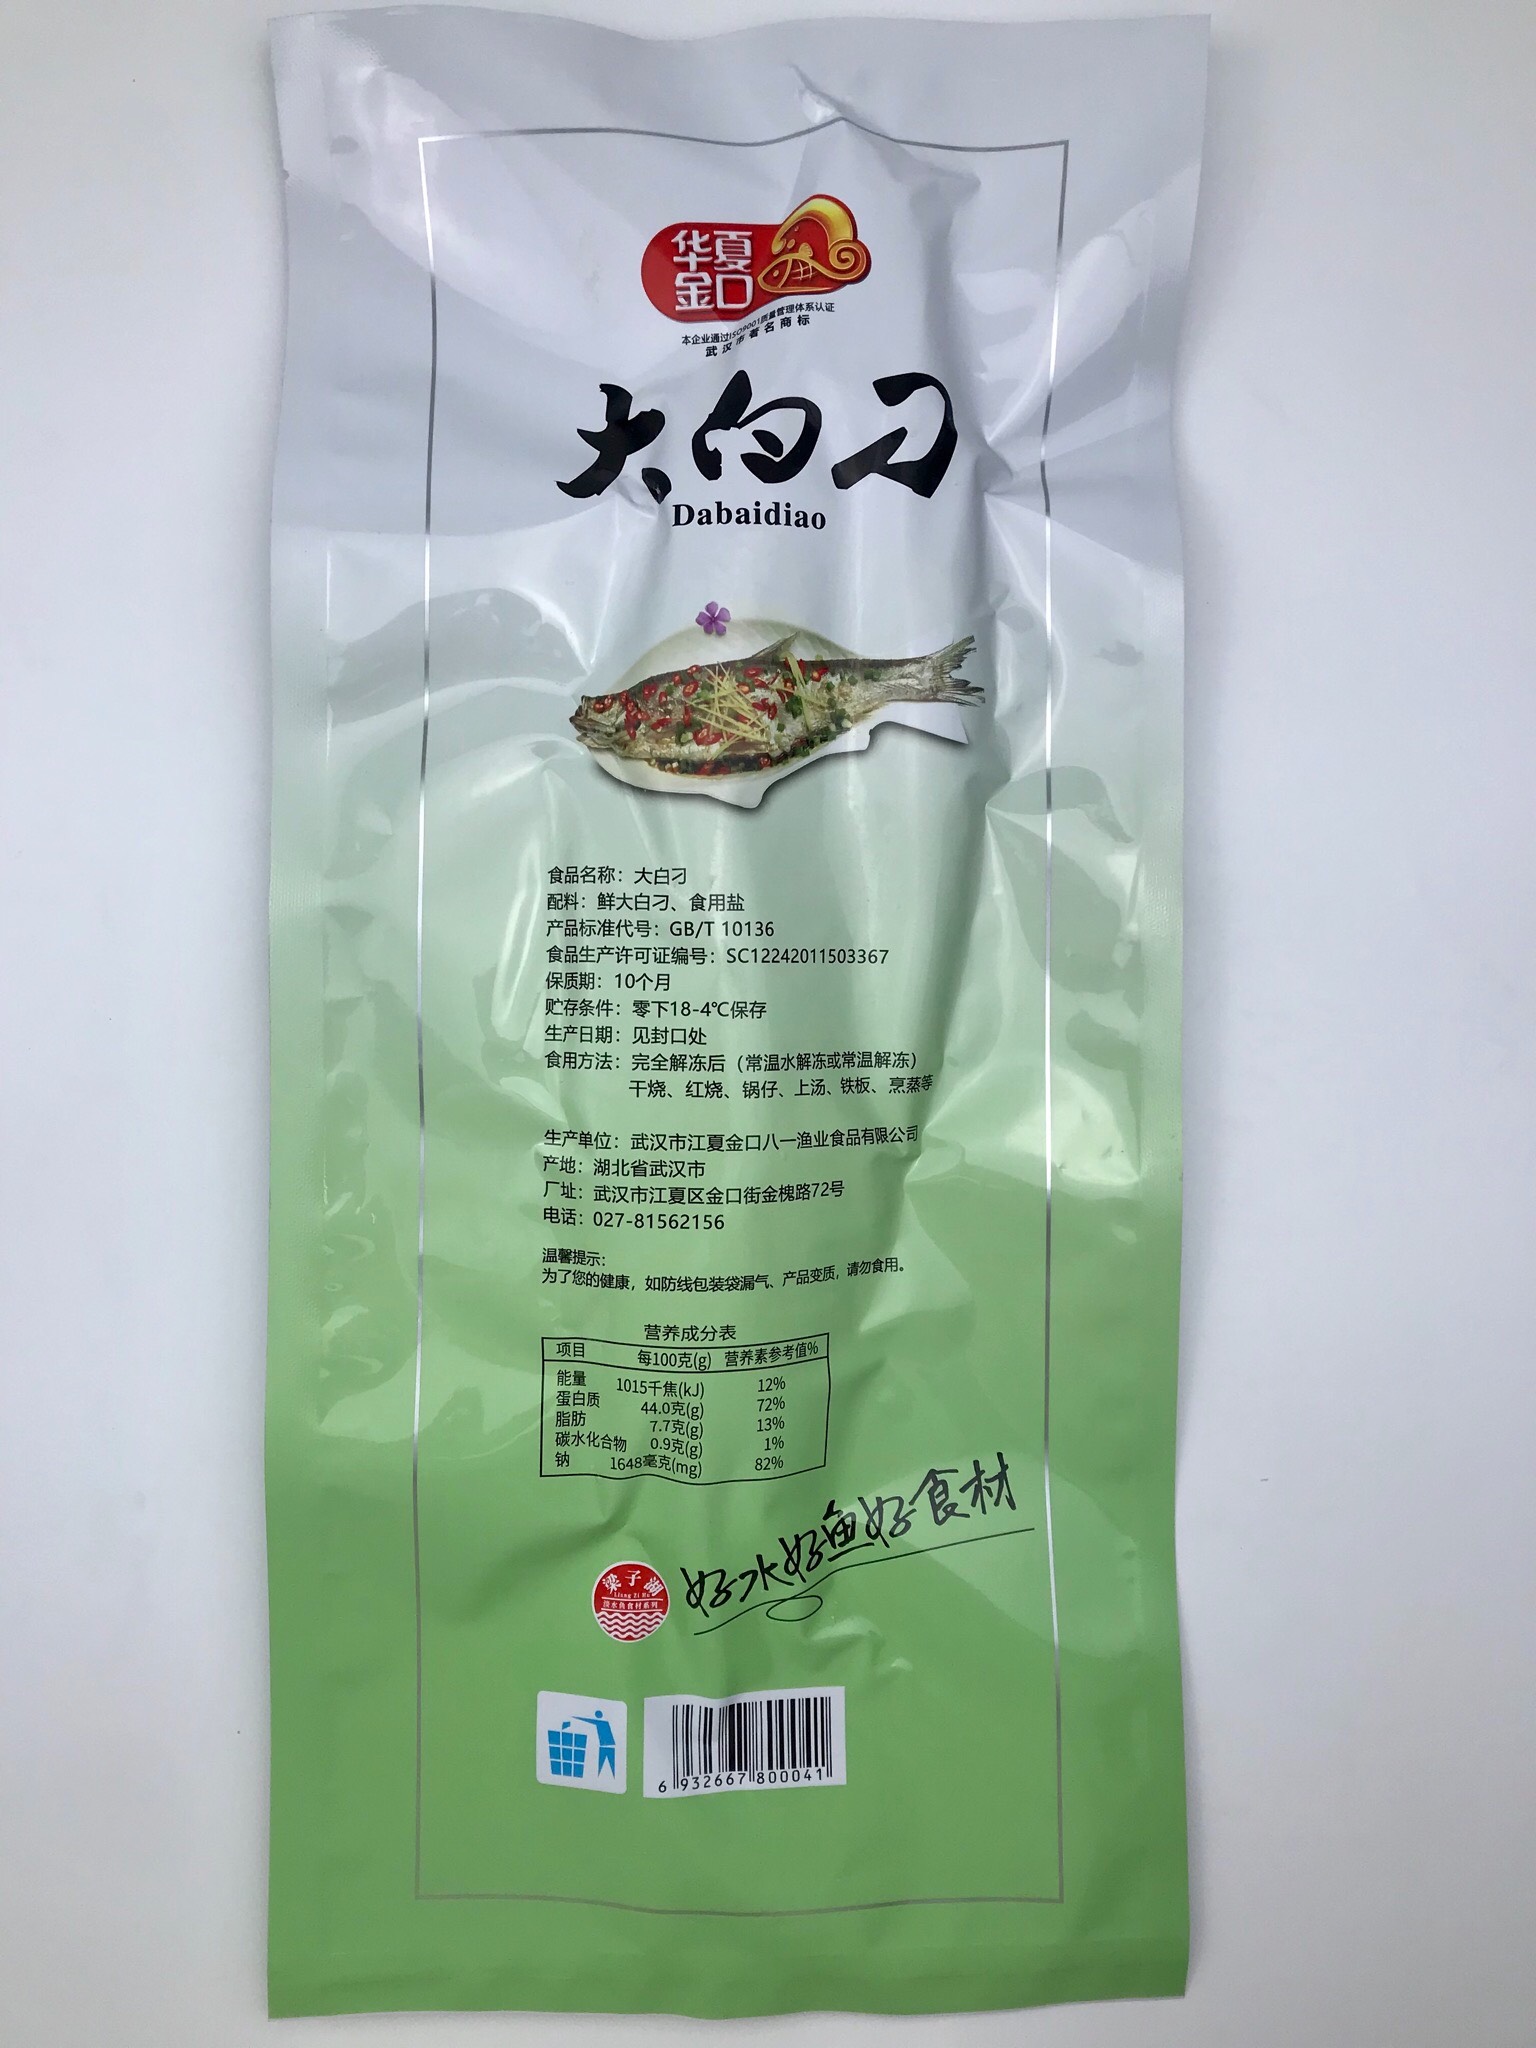 华夏
金口
本企业通过ISO9001质量管理体系认证
武汉市著名商标
大白刁
Dabaidiao
食品名称：大白刁
配料：鲜大白刁、食用盐
产品标准代号：GB/T 10136
食品生产许可证编号：SC12242011503367
保质期：10个月
贮存条件：零下18-4℃保存
生产日期：见封口处
食用方法：完全解冻后（常温水解冻或常温解冻）
干烧、红烧、锅仔、上汤、铁板、烹蒸等
生产单位：武汉市江夏金口八一渔业食品有限公司
产地：湖北省武汉市
厂址：武汉市江夏区金口街金槐路72号
电话：027-81562156
温馨提示：
为了您的健康，如防线包装袋漏气、产品变质，请勿食用。
营养成分表
项目 每100克(g) 营养素参考值%
能量 1015千焦(kJ) 12%
蛋白质 44.0克(g) 72%
脂肪 7.7克(g) 13%
碳水化合物 0.9克(g) 1%
钠 1648毫克(mg) 82%
好水好鱼好食材
梁子湖
Liang Zi Hu
淡水鱼食材系列
6 932667 800041